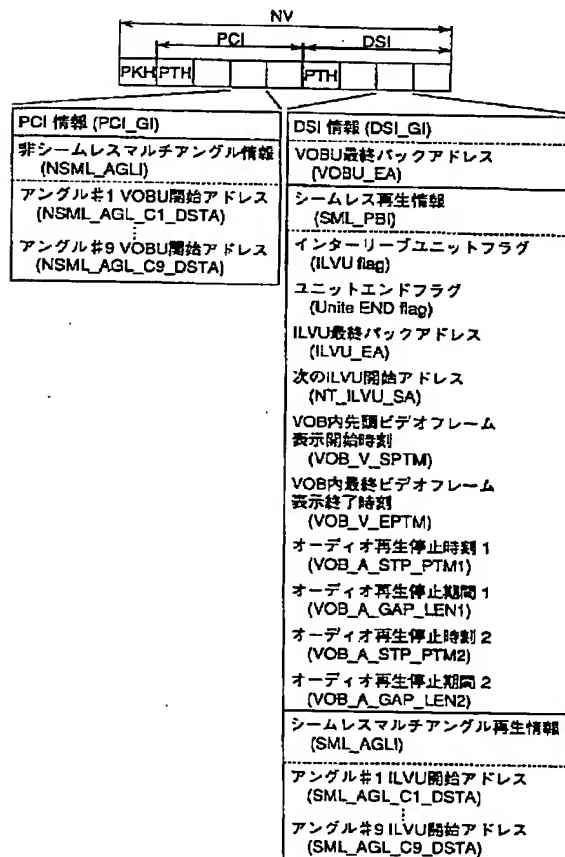 NV
PCI
DSI
PKH
PTH
PTH
PCI 情報 (PCI_GI)
非シームレスマルチアングル情報
(NSML_AGLI)
アングル#1 VOBU開始アドレス
(NSML_AGL_C1_DSTA)
アングル#9 VOBU開始アドレス
(NSML_AGL_C9_DSTA)
DSI 情報 (DSI_GI)
VOBU最終パックアドレス
(VOBU_EA)
シームレス再生情報
(SML_PBI)
インターリーブユニットフラグ
(ILVU flag)
ユニットエンドフラグ
(Unite END flag)
ILVU最終パックアドレス
(ILVU_EA)
次のILVU開始アドレス
(NT_ILVU_SA)
VOB内先頭ビデオフレーム
表示開始時刻
(VOB_V_SPTM)
VOB内最終ビデオフレーム
表示終了時刻
(VOB_V_EPTM)
オーディオ再生停止時刻 1
(VOB_A_STP_PTM1)
オーディオ再生停止期間 1
(VOB_A_GAP_LEN1)
オーディオ再生停止時刻 2
(VOB_A_STP_PTM2)
オーディオ再生停止期間 2
(VOB_A_GAP_LEN2)
シームレスマルチアングル再生情報
(SML_AGLI)
アングル#1 ILVU開始アドレス
(SML_AGL_C1_DSTA)
アングル#9 ILVU開始アドレス
(SML_AGL_C9_DSTA)